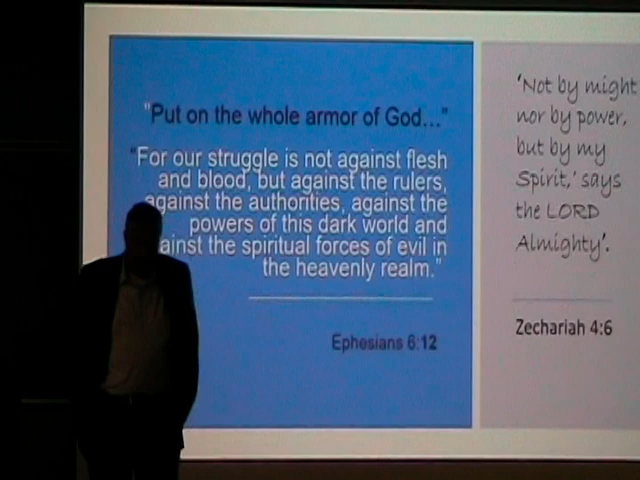 "Put on the whole armor of God..."
"For our struggle is not against flesh
and blood, but against the rulers,
against the authorities, against the
powers of this dark world and
ainst the spiritual forces of evil in
the heavenly realm."
Ephesians 6:12
'Not by might
nor by power,
but by my
Spirit,' says
the LORD
Almighty'.
Zechariah 4:6